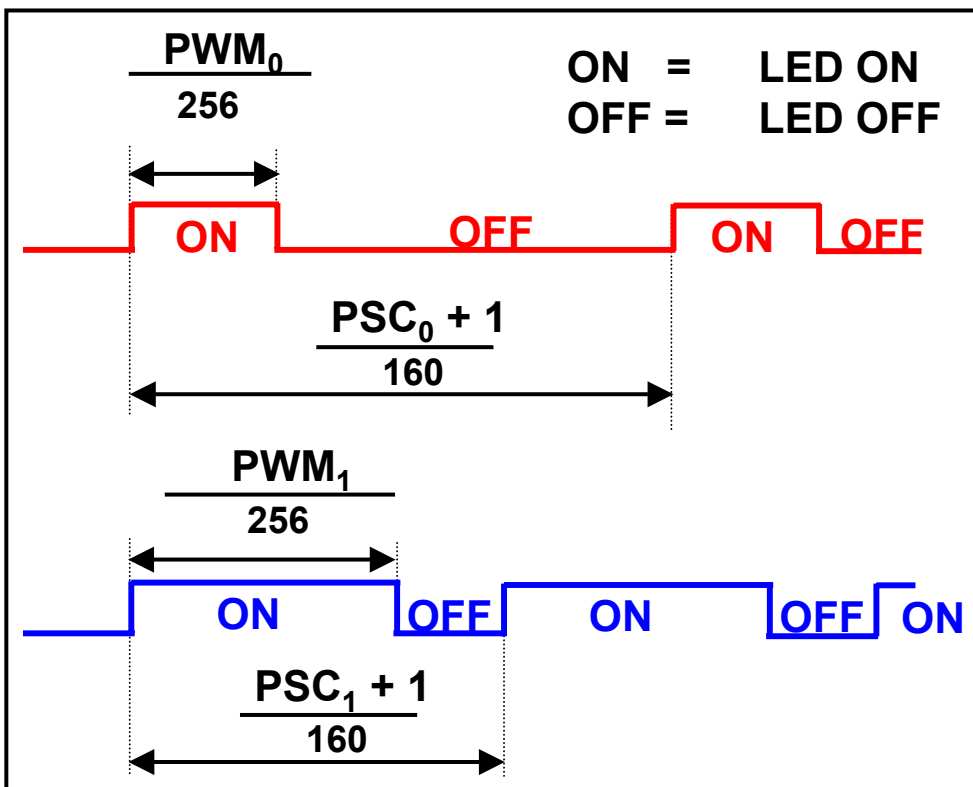 PWM₀
256
ON = LED ON
OFF = LED OFF
ON OFF ON OFF
PSC₀ + 1
160
PWM₁
256
ON OFF ON OFF ON
PSC₁ + 1
160